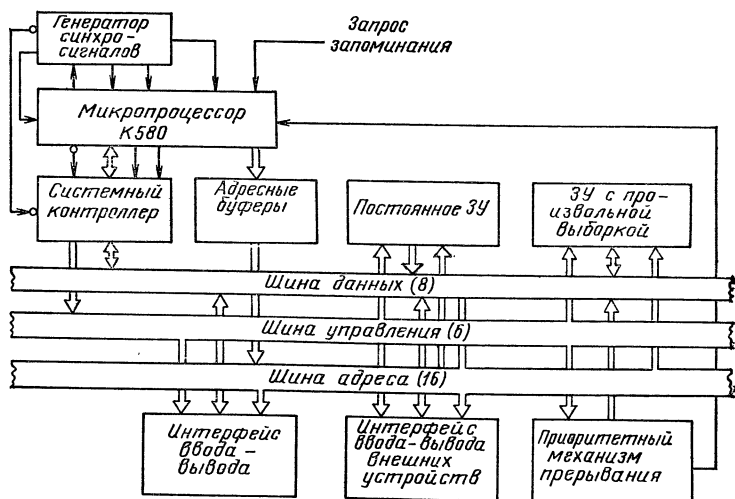 Генератор
синхро-
сигналов
Запрос
запоминания
Микропроцессор
К580
Системный
контроллер
Адресные
буферы
Постоянное ЗУ
ЗУ с про-
извольной
выборкой
Шина данных (8)
Шина управления (6)
Шина адреса (16)
Интерфейс
ввода -
вывода
Интерфейс
ввода-вывода
внешних
устройств
Приоритетный
механизм
прерывания